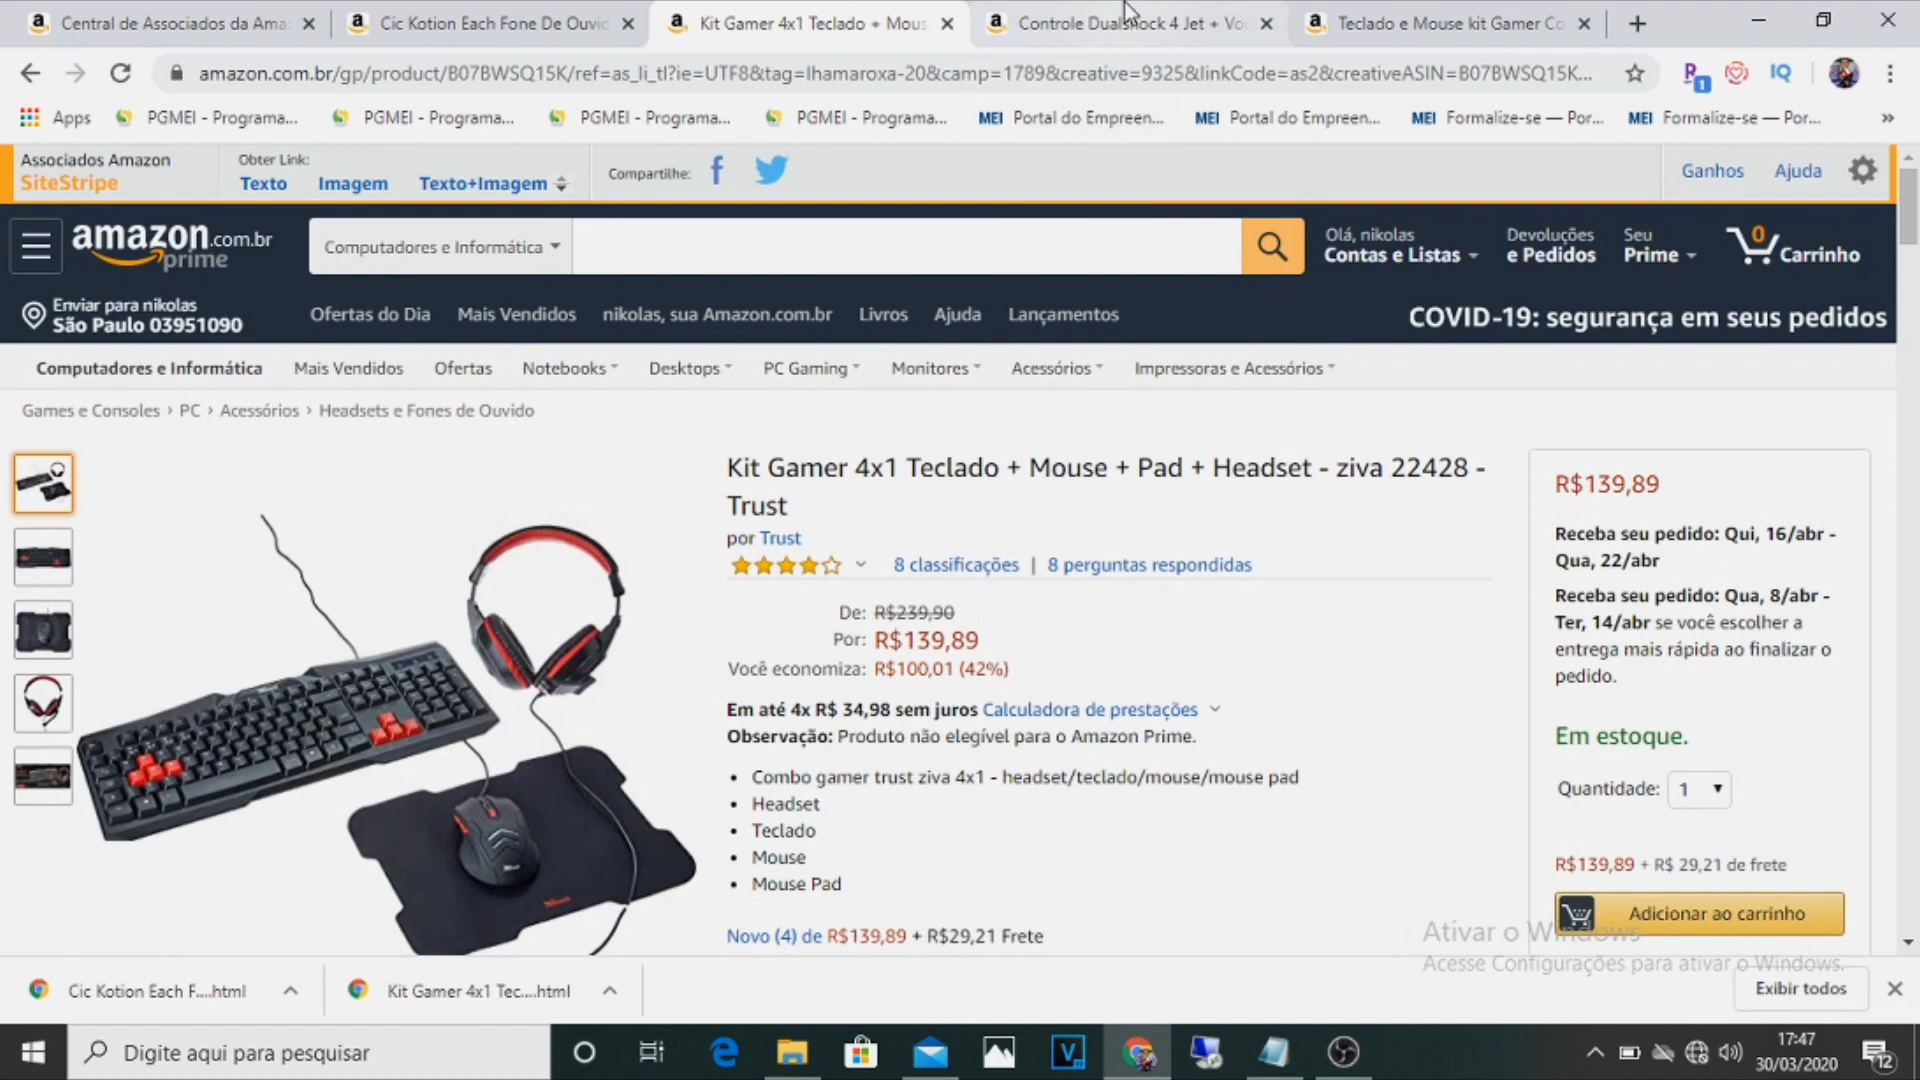 Central de Associados da Ama
Cic Kotion Each Fone De Ouvid
Kit Gamer 4x1 Teclado + Mous
Controle Dualshock 4 Jet + Vo
Teclado e Mouse kit Gamer Co
amazon.com.br/gp/product/B07BWSQ15K/ref=as_li_tl?ie=UTF8&tag=lhamaroxa-20&camp=1789&creative=9325&linkCode=as2&creativeASIN=B07BWSQ15K...
1
IQ
Apps
PGMEI - Programa...
PGMEI - Programa...
PGMEI - Programa...
PGMEI - Programa...
MEI Portal do Empreen...
MEI Portal do Empreen...
MEI Formalize-se — Por...
MEI Formalize-se — Por...
»
Associados Amazon
SiteStripe
Obter Link:
Texto Imagem Texto+Imagem
Compartilhe:
Ganhos Ajuda
amazon.com.br
prime
Computadores e Informática
Olá, nikolas
Contas e Listas
Devoluções
e Pedidos
Seu
Prime
0
Carrinho
Enviar para nikolas
São Paulo 03951090
Ofertas do Dia Mais Vendidos nikolas, sua Amazon.com.br Livros Ajuda Lançamentos
COVID-19: segurança em seus pedidos
Computadores e Informática Mais Vendidos Ofertas Notebooks Desktops PC Gaming Monitores Acessórios Impressoras e Acessórios
Games e Consoles › PC › Acessórios › Headsets e Fones de Ouvido
Kit Gamer 4x1 Teclado + Mouse + Pad + Headset - ziva 22428 -
Trust
por Trust
8 classificações | 8 perguntas respondidas
De: R$239,90
Por: R$139,89
Você economiza: R$100,01 (42%)
Em até 4x R$ 34,98 sem juros Calculadora de prestações
Observação: Produto não elegível para o Amazon Prime.
• Combo gamer trust ziva 4x1 - headset/teclado/mouse/mouse pad
• Headset
• Teclado
• Mouse
• Mouse Pad
Novo (4) de R$139,89 + R$29,21 Frete
R$139,89
Receba seu pedido: Qui, 16/abr -
Qua, 22/abr
Receba seu pedido: Qua, 8/abr -
Ter, 14/abr se você escolher a
entrega mais rápida ao finalizar o
pedido.
Em estoque.
Quantidade: 1
R$139,89 + R$ 29,21 de frete
Adicionar ao carrinho
Ativar o Windows
Acesse Configurações para ativar o Windows.
Cic Kotion Each F....html
Kit Gamer 4x1 Tec....html
Exibir todos
Digite aqui para pesquisar
17:47
30/03/2020
12